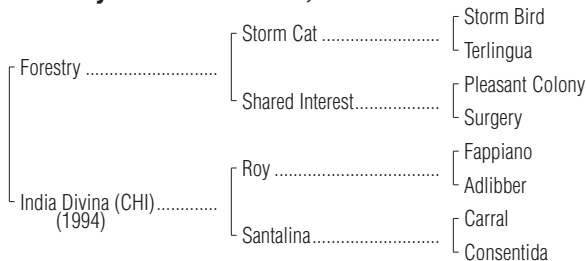 Storm Bird
Storm Cat ........................
Terlingua
Forestry ...........................
Pleasant Colony
Shared Interest.................
Surgery
Fappiano
Roy .................................
Adlibber
India Divina (CHI).............
(1994)
Carral
Santalina.........................
Consentida